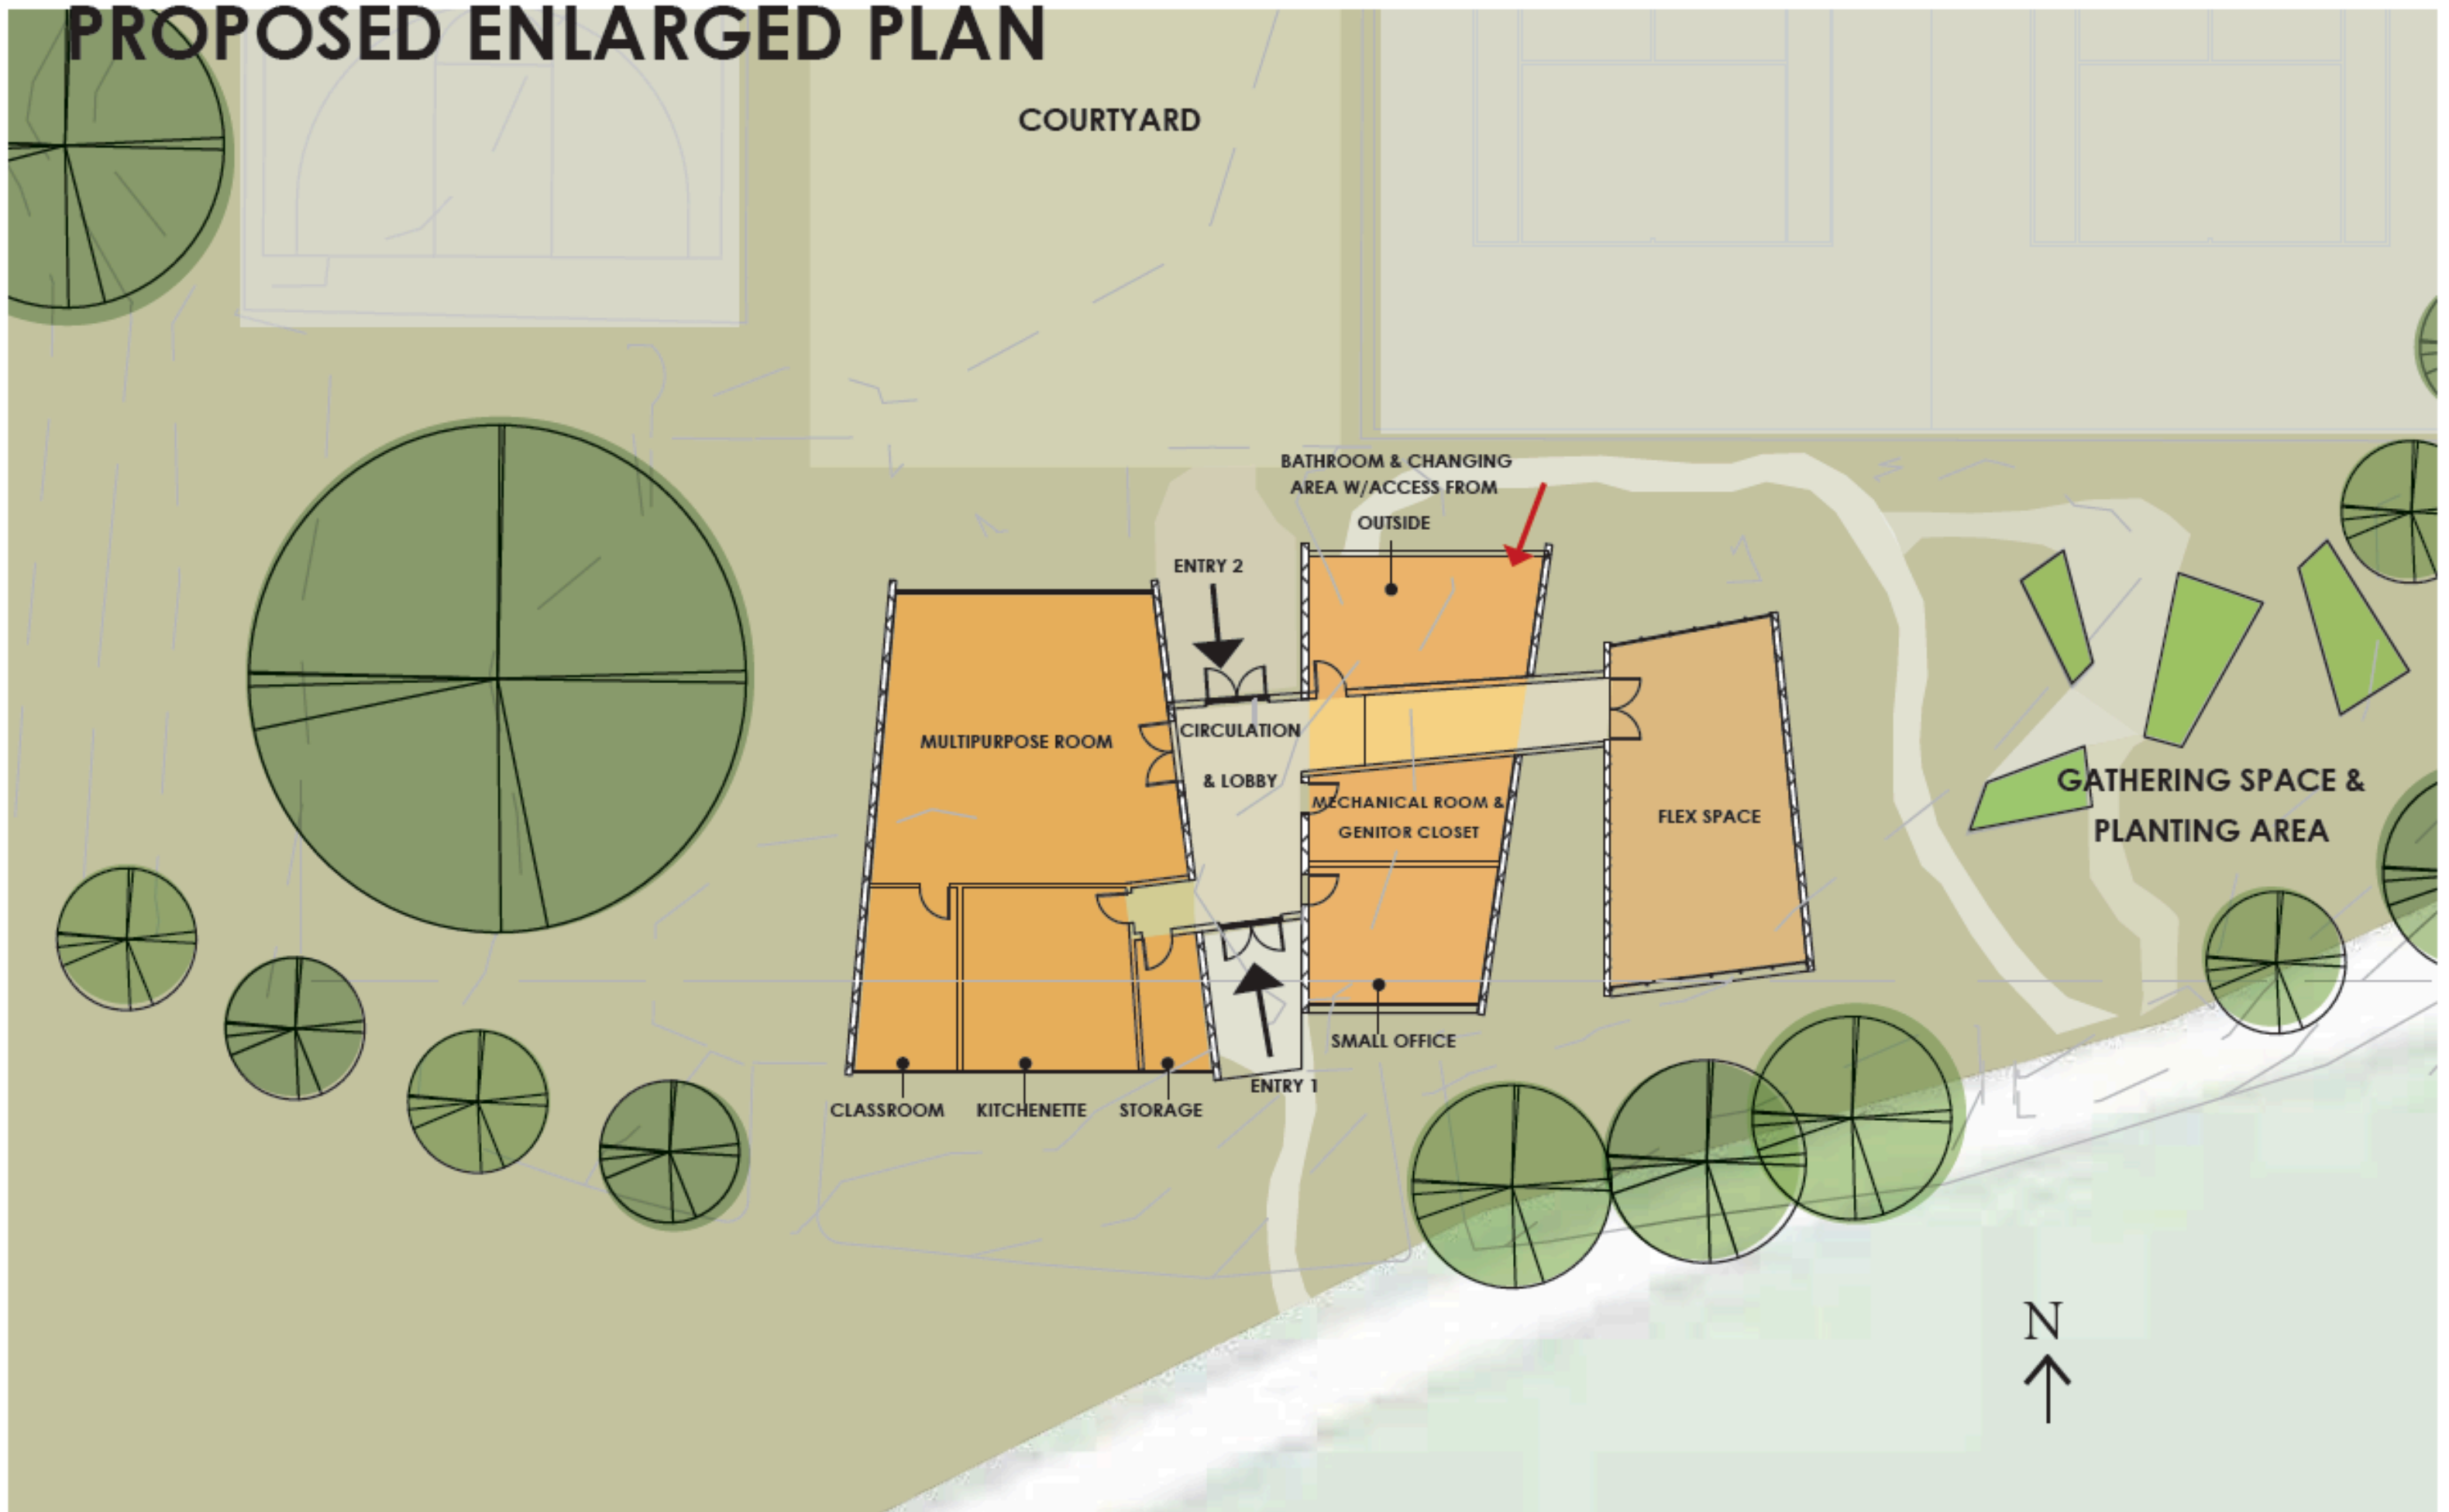 PROPOSED ENLARGED PLAN
COURTYARD
BATHROOM & CHANGING
AREA W/ACCESS FROM
OUTSIDE
ENTRY 2
MULTIPURPOSE ROOM
CIRCULATION
& LOBBY
MECHANICAL ROOM &
GENITOR CLOSET
FLEX SPACE
GATHERING SPACE &
PLANTING AREA
SMALL OFFICE
ENTRY 1
CLASSROOM
KITCHENETTE
STORAGE
N